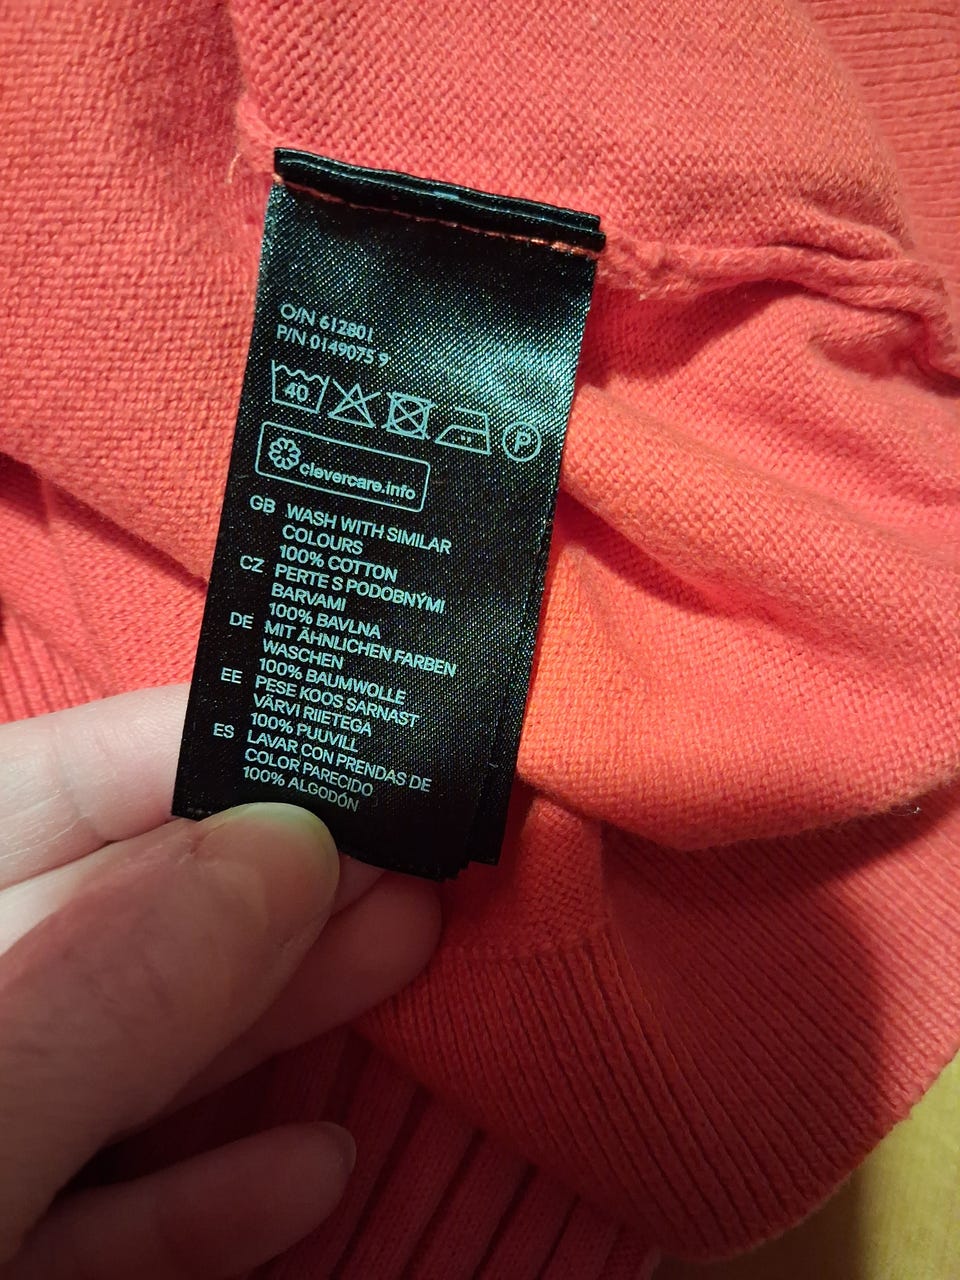 O/N 612801
P/N 0149075 9
40 P
clevercare.info
GB WASH WITH SIMILAR
COLOURS
100% COTTON
CZ PERTE S PODOBNÝMI
BARVAMI
100% BAVLNA
DE MIT ÄHNLICHEN FARBEN
WASCHEN
100% BAUMWOLLE
EE PESE KOOS SARNAST
VÄRVI RIIETEGA
100% PUUVILL
ES LAVAR CON PRENDAS DE
COLOR PARECIDO
100% ALGODÓN